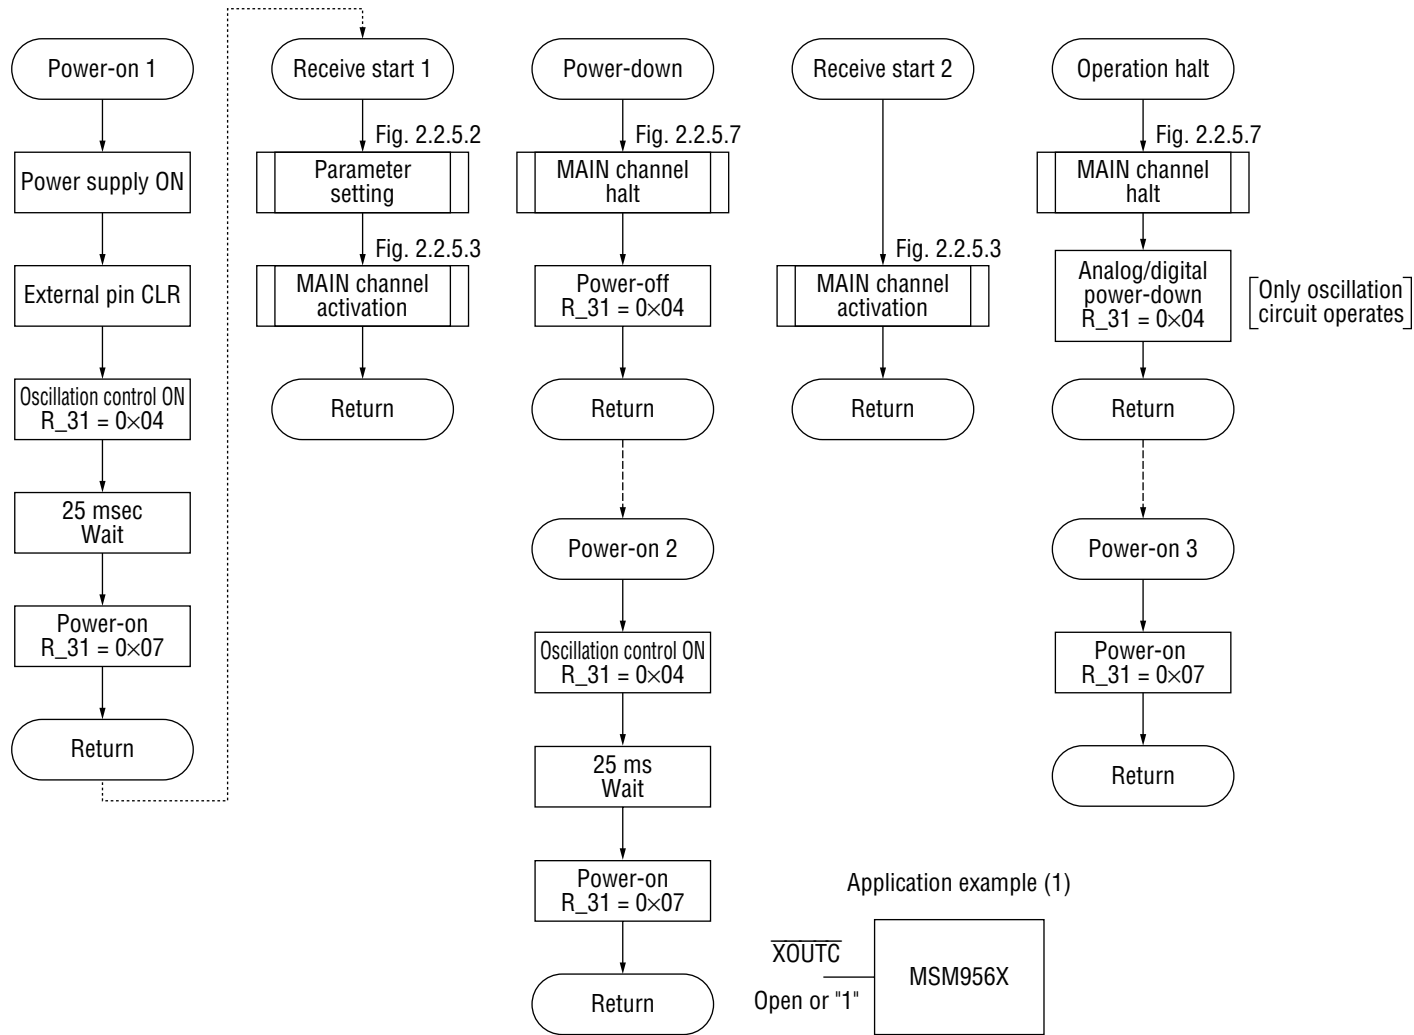 Power-on 1
Power supply ON
External pin CLR
Oscillation control ON
R_31 = 0×04
25 msec
Wait
Power-on
R_31 = 0×07
Return
Receive start 1
Fig. 2.2.5.2
Parameter
setting
Fig. 2.2.5.3
MAIN channel
activation
Return
Power-down
Fig. 2.2.5.7
MAIN channel
halt
Power-off
R_31 = 0×04
Return
Power-on 2
Oscillation control ON
R_31 = 0×04
25 ms
Wait
Power-on
R_31 = 0×07
Return
Receive start 2
Fig. 2.2.5.3
MAIN channel
activation
Return
Operation halt
Fig. 2.2.5.7
MAIN channel
halt
Analog/digital
power-down
R_31 = 0×04
Only oscillation
circuit operates
Return
Power-on 3
Power-on
R_31 = 0×07
Return
Application example (1)
XOUTC
Open or "1"
MSM956X